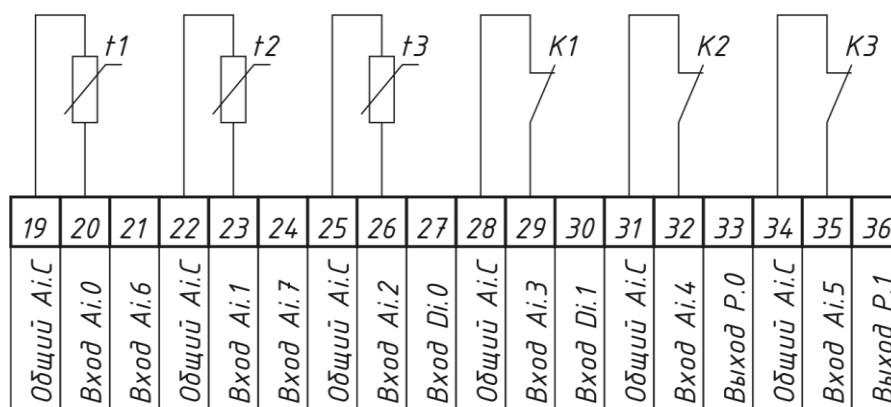 t1
t2
t3
K1
K2
K3
19 20 21 22 23 24 25 26 27 28 29 30 31 32 33 34 35 36
Общий Ai.C
Вход Ai.0
Вход Ai.6
Общий Ai.C
Вход Ai.1
Вход Ai.7
Общий Ai.C
Вход Ai.2
Вход Di.0
Общий Ai.C
Вход Ai.3
Вход Di.1
Общий Ai.C
Вход Ai.4
Выход P.0
Общий Ai.C
Вход Ai.5
Выход P.1